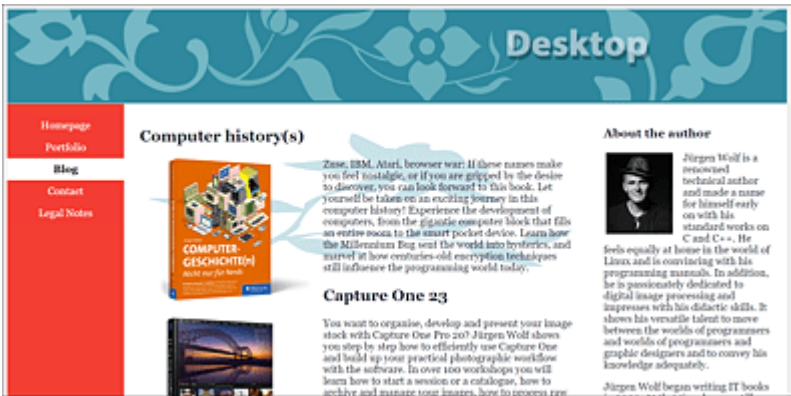 Desktop
Homepage
Portfolio
Blog
Contact
Legal Notes
Computer history(s)
COMPUTER-
GESCHICHTE(N)
Nicht nur für Nerds
Zuse, IBM, Atari, browser war: If these names make
you feel nostalgic, or if you are gripped by the desire
to discover, you can look forward to this book. Let
yourself be taken on an exciting journey in this
computer history! Experience the development of
computers, from the gigantic computer block that fills
an entire room to the smart pocket device. Learn how
the Millennium Bug sent the world into hysterics, and
marvel at how centuries-old encryption techniques
still influence the programming world today.
Capture One 23
You want to organise, develop and present your image
stock with Capture One Pro 20? Jürgen Wolf shows
you step by step how to efficiently use Capture One
and build up your practical photographic workflow
with the software. In over 100 workshops you will
learn how to start a session or a catalogue, how to
archive and manage your images, how to process raw
About the author
Jürgen Wolf is a
renowned
technical author
and made a name
for himself early
on with his
standard works on
C and C++. He
feels equally at home in the world of
Linux and is convincing with his
programming manuals. In addition,
he is passionately dedicated to
digital image processing and
impresses with his didactic skills. It
shows his versatile talent to move
between the worlds of programmers
and worlds of programmers and
graphic designers and to convey his
knowledge adequately.
Jürgen Wolf began writing IT books